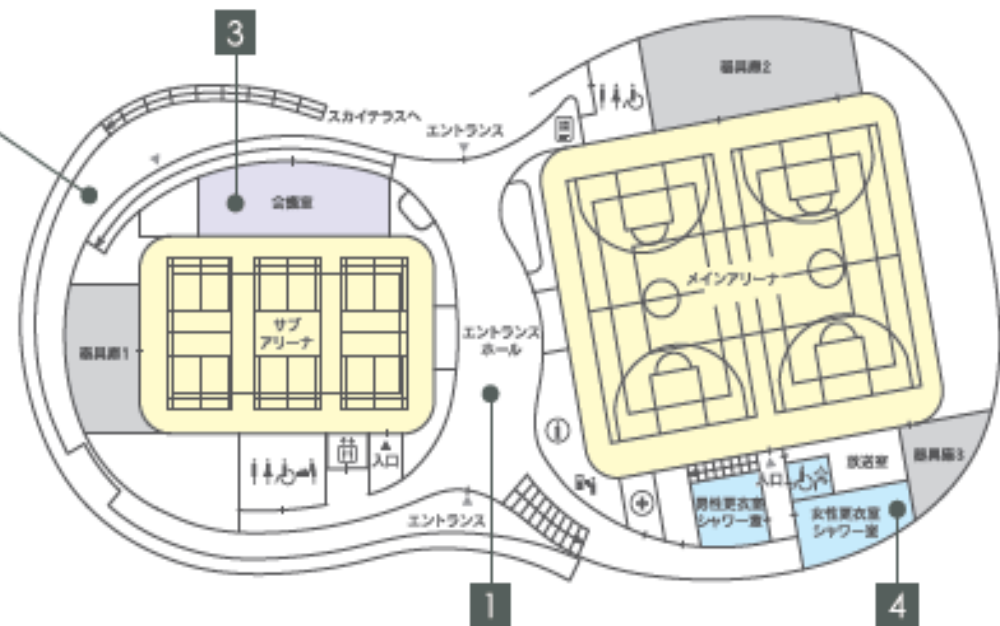 3
スカイテラスへ
エントランス
器具庫2
会議室
メインアリーナ
サブ
アリーナ
エントランス
ホール
器具庫1
入口
エントランス
入口
放送室
器具庫3
男性更衣室
シャワー室
女性更衣室
シャワー室
1
4